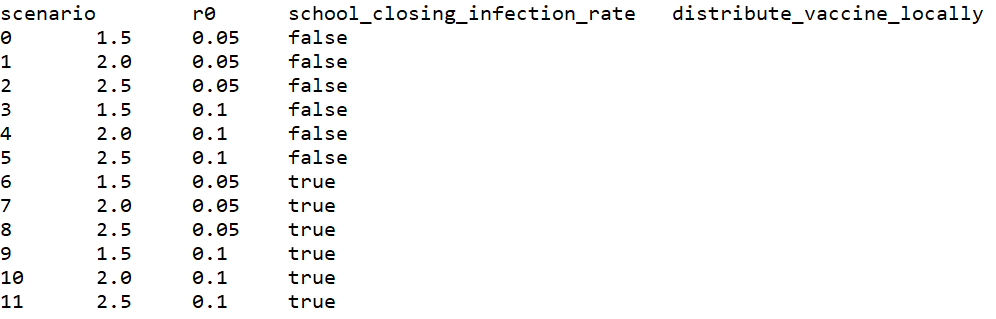 scenario r0 school_closing_infection_rate distribute_vaccine_locally
0 1.5 0.05 false
1 2.0 0.05 false
2 2.5 0.05 false
3 1.5 0.1 false
4 2.0 0.1 false
5 2.5 0.1 false
6 1.5 0.05 true
7 2.0 0.05 true
8 2.5 0.05 true
9 1.5 0.1 true
10 2.0 0.1 true
11 2.5 0.1 true